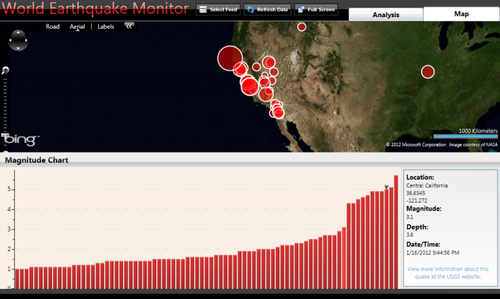 World Earthquake Monitor
Select Feed Refresh Data Full Screen
Analysis Map
Road Aerial Labels
bing
1000 Kilometers
© 2012 Microsoft Corporation Image courtesy of NASA
Magnitude Chart
5
4
3
2
1
0
Location:
Central California
36.6545
-121.272
Magnitude:
3.1
Depth:
3.6
Date/Time:
1/16/2012 9:44:56 PM
View more information about this
quake at the USGS website.